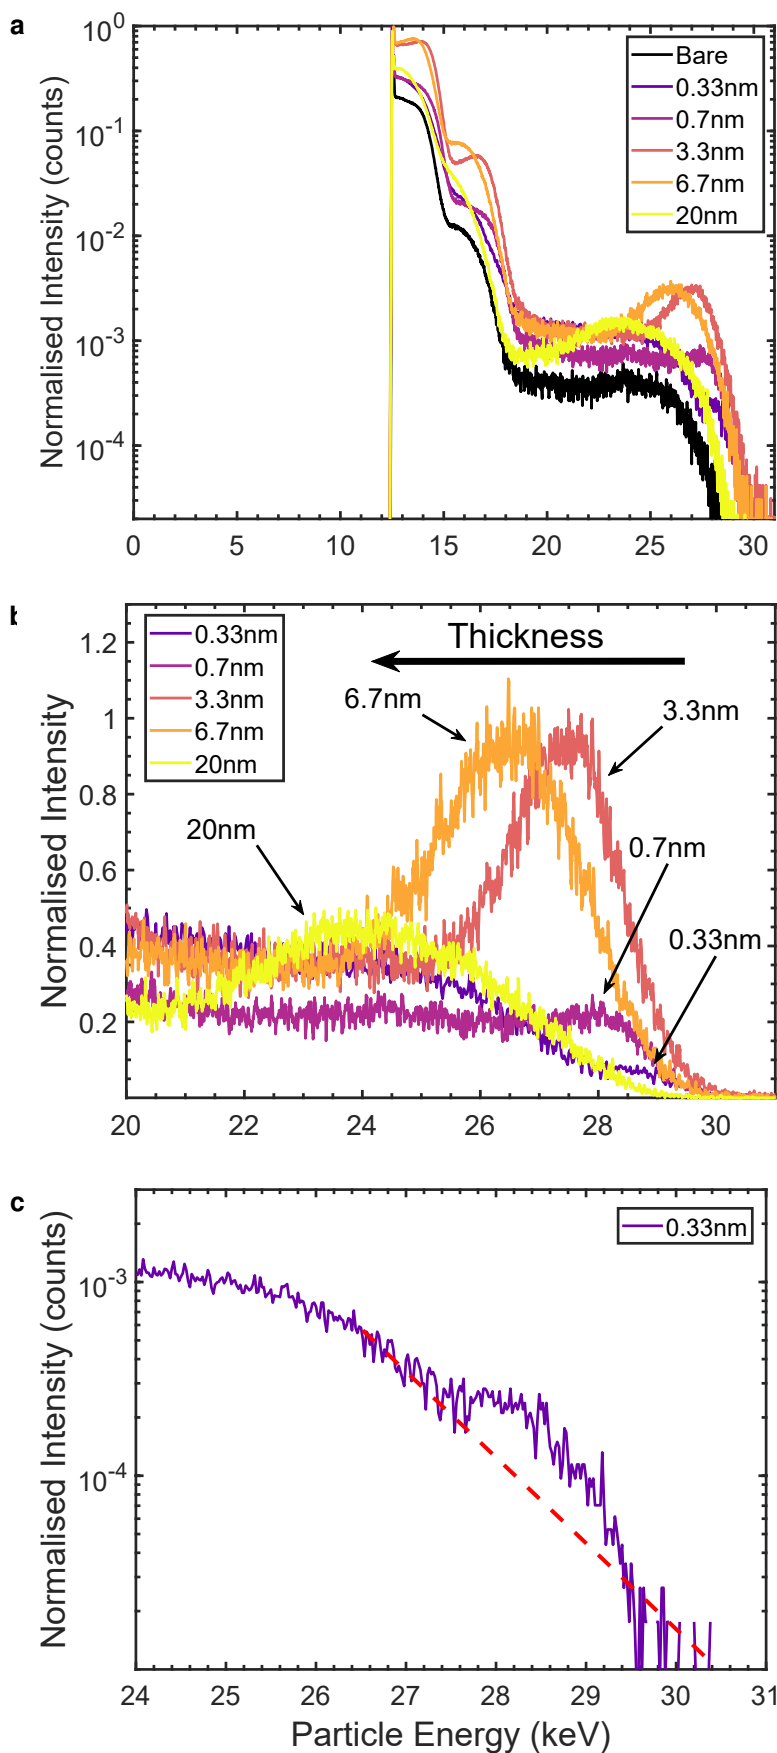 a
Normalised Intensity (counts)
10^0
10^-1
10^-2
10^-3
10^-4
Bare
0.33nm
0.7nm
3.3nm
6.7nm
20nm
0 5 10 15 20 25 30
Normalised Intensity
1.2
1
0.8
0.6
0.4
0.2
0.33nm
0.7nm
3.3nm
6.7nm
20nm
Thickness
6.7nm
3.3nm
20nm
0.7nm
0.33nm
20 22 24 26 27 28 30
c
Normalised Intensity (counts)
10^-3
10^-4
0.33nm
24 25 26 27 28 29 30 31
Particle Energy (keV)